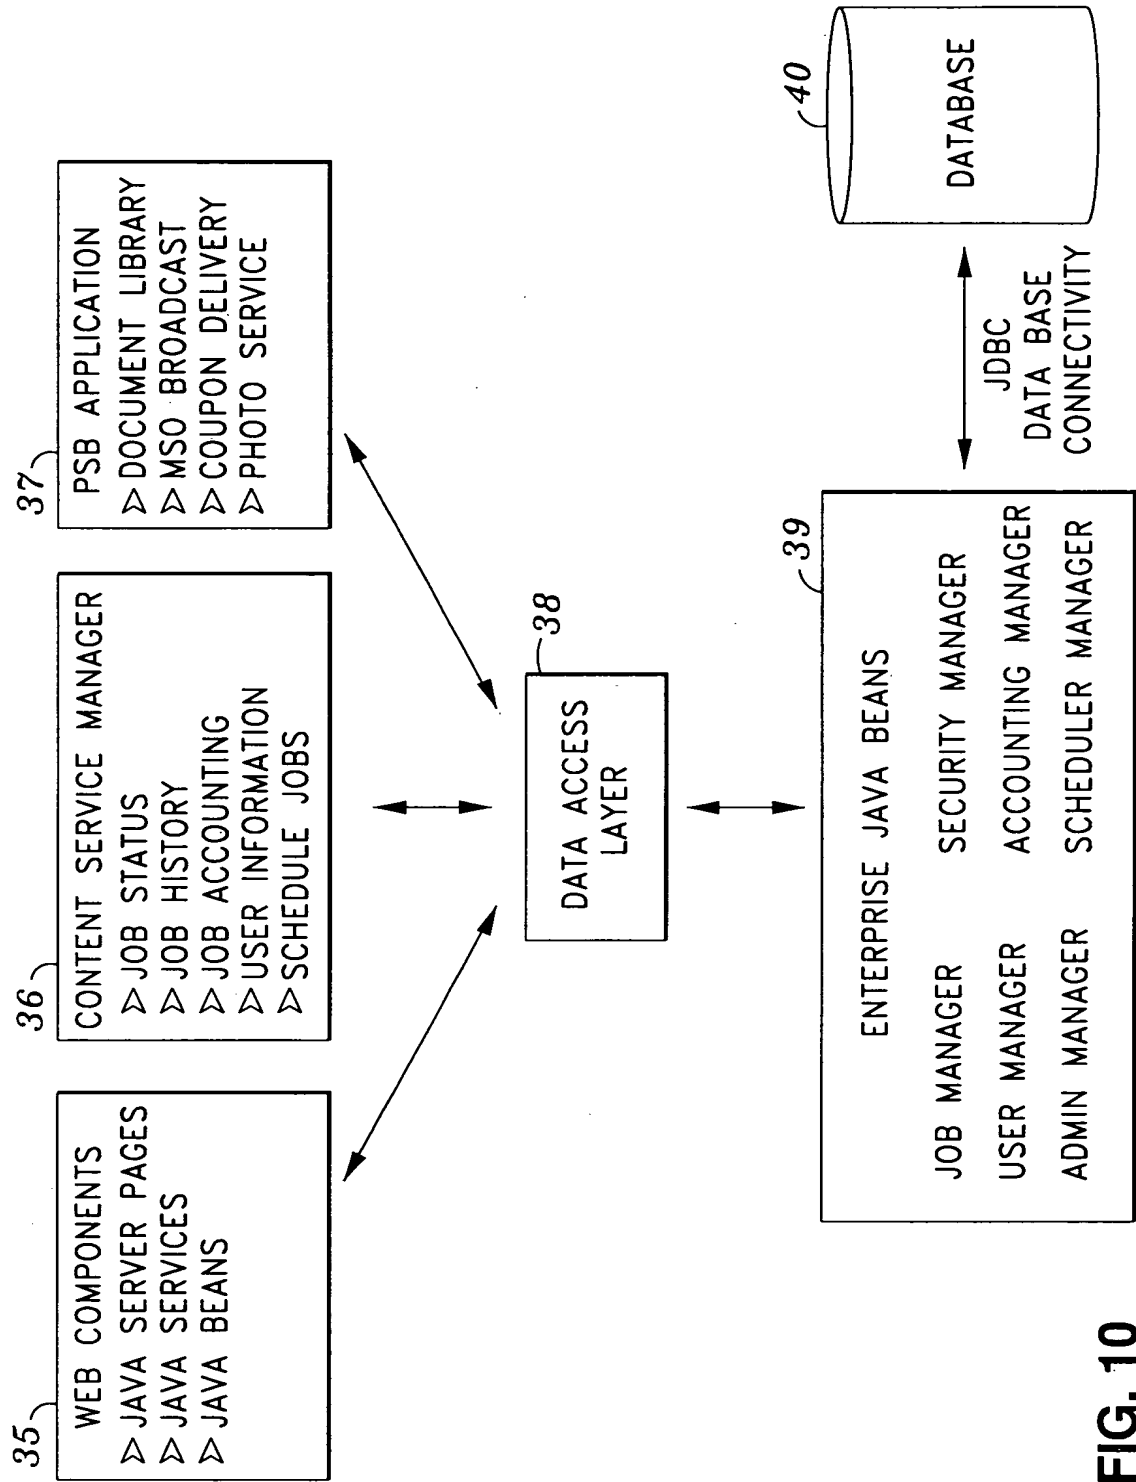 35
WEB COMPONENTS
➢ JAVA SERVER PAGES
➢ JAVA SERVICES
➢ JAVA BEANS
36
CONTENT SERVICE MANAGER
➢ JOB STATUS
➢ JOB HISTORY
➢ JOB ACCOUNTING
➢ USER INFORMATION
➢ SCHEDULE JOBS
37
PSB APPLICATION
➢ DOCUMENT LIBRARY
➢ MSO BROADCAST
➢ COUPON DELIVERY
➢ PHOTO SERVICE
38
DATA ACCESS
LAYER
39
ENTERPRISE JAVA BEANS
JOB MANAGER SECURITY MANAGER
USER MANAGER ACCOUNTING MANAGER
ADMIN MANAGER SCHEDULER MANAGER
JDBC
DATA BASE
CONNECTIVITY
40
DATABASE
FIG. 10